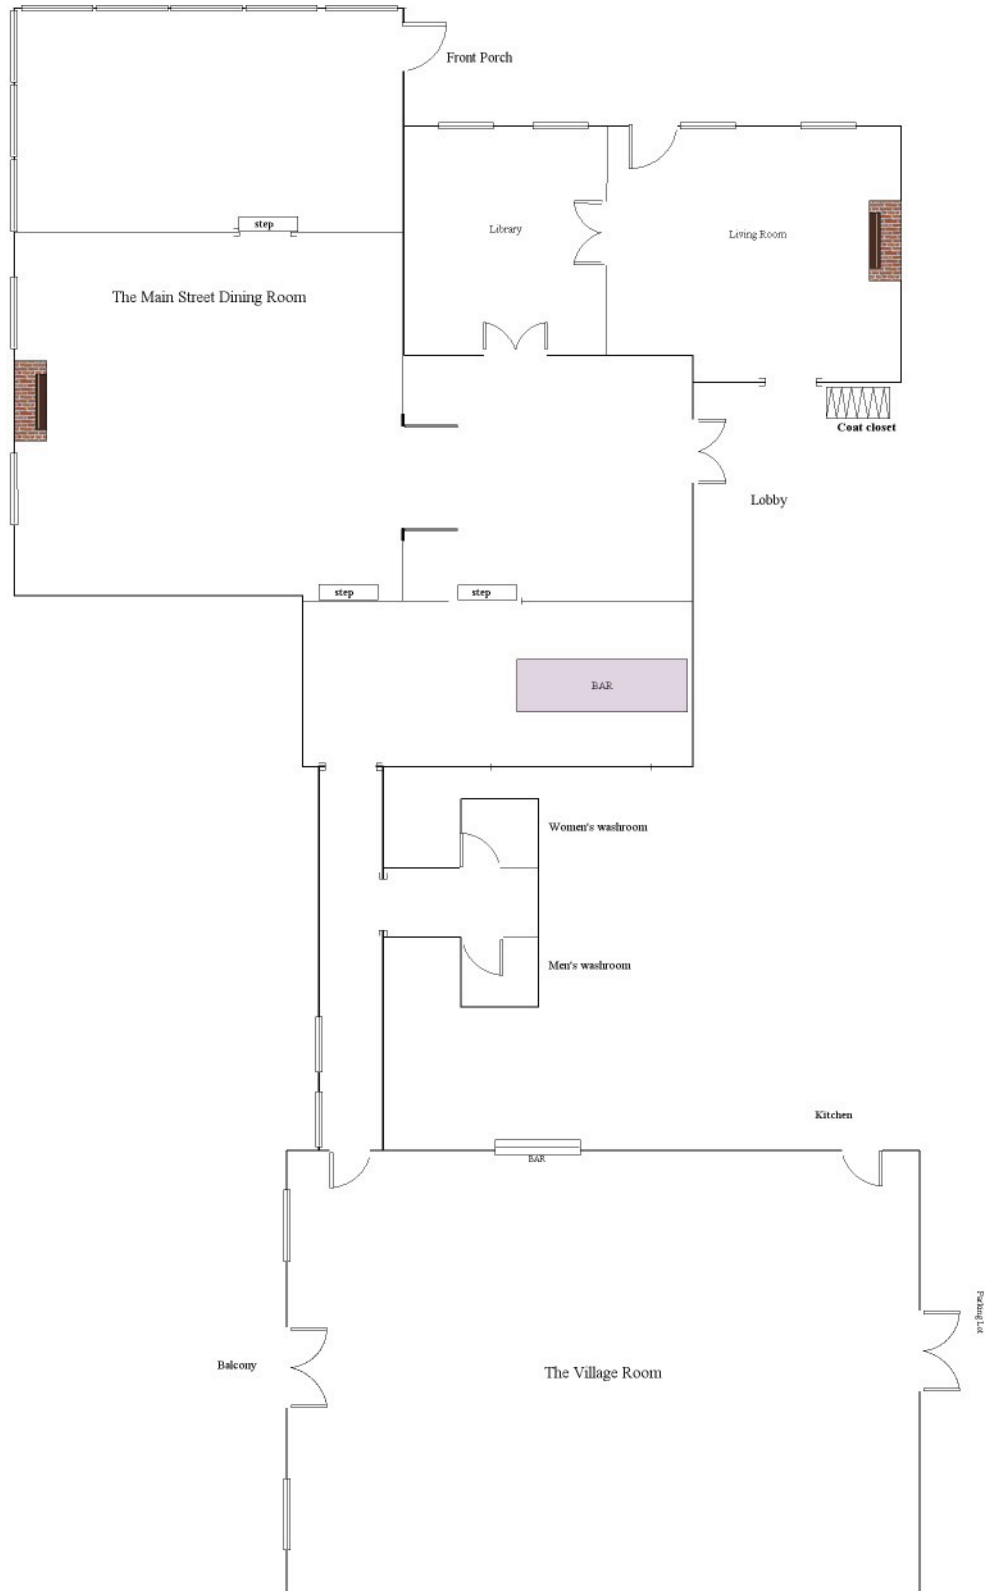 Front Porch
step
Library
Living Room
The Main Street Dining Room
Coat closet
Lobby
step
step
BAR
Women's washroom
Men's washroom
Kitchen
BAR
Parking Lot
Balcony
The Village Room